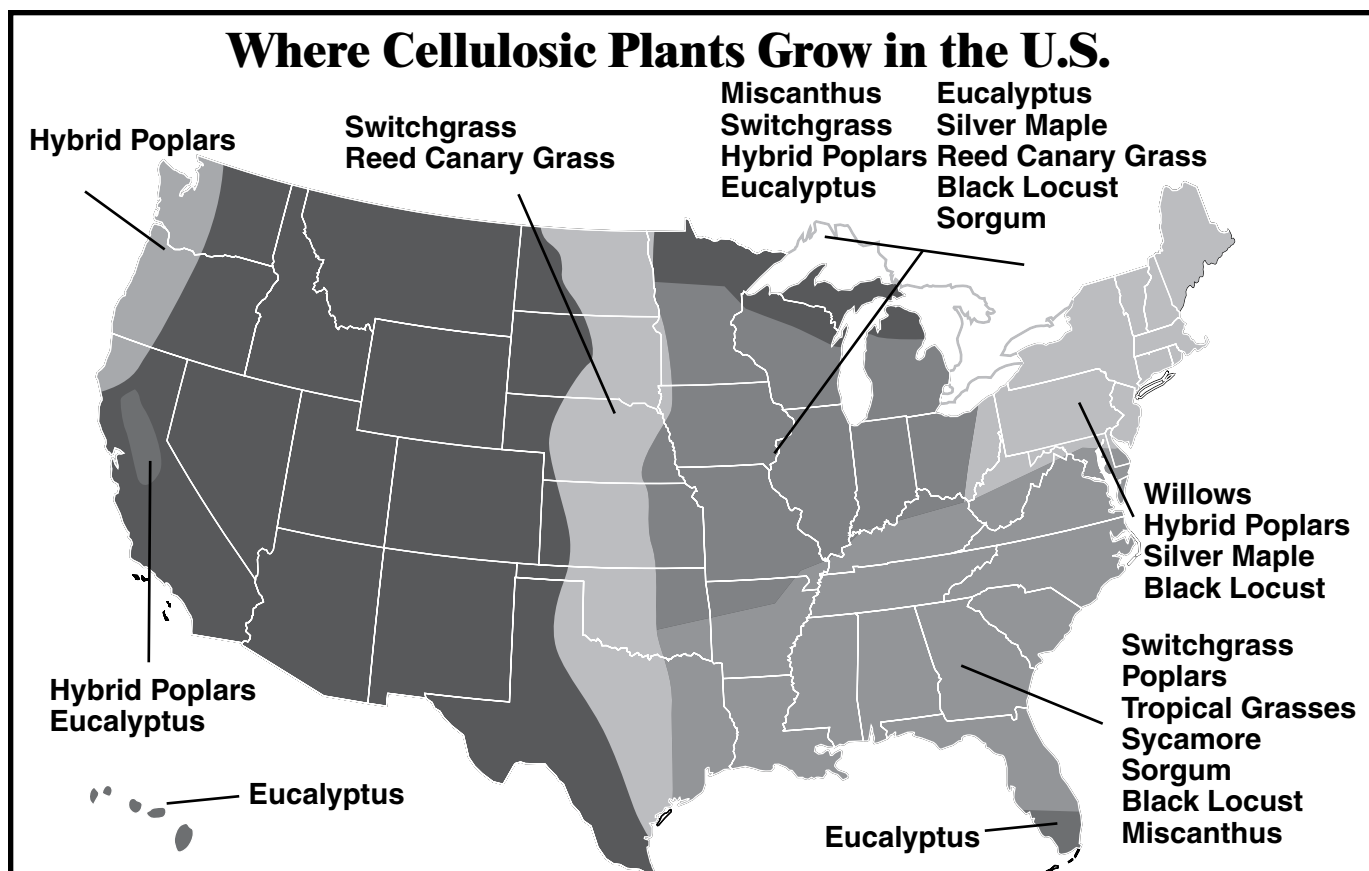 Where Cellulosic Plants Grow in the U.S.
Hybrid Poplars
Switchgrass
Reed Canary Grass
Miscanthus
Switchgrass
Hybrid Poplars
Eucalyptus
Eucalyptus
Silver Maple
Reed Canary Grass
Black Locust
Sorgum
Willows
Hybrid Poplars
Silver Maple
Black Locust
Hybrid Poplars
Eucalyptus
Switchgrass
Poplars
Tropical Grasses
Sycamore
Sorgum
Black Locust
Miscanthus
Eucalyptus
Eucalyptus